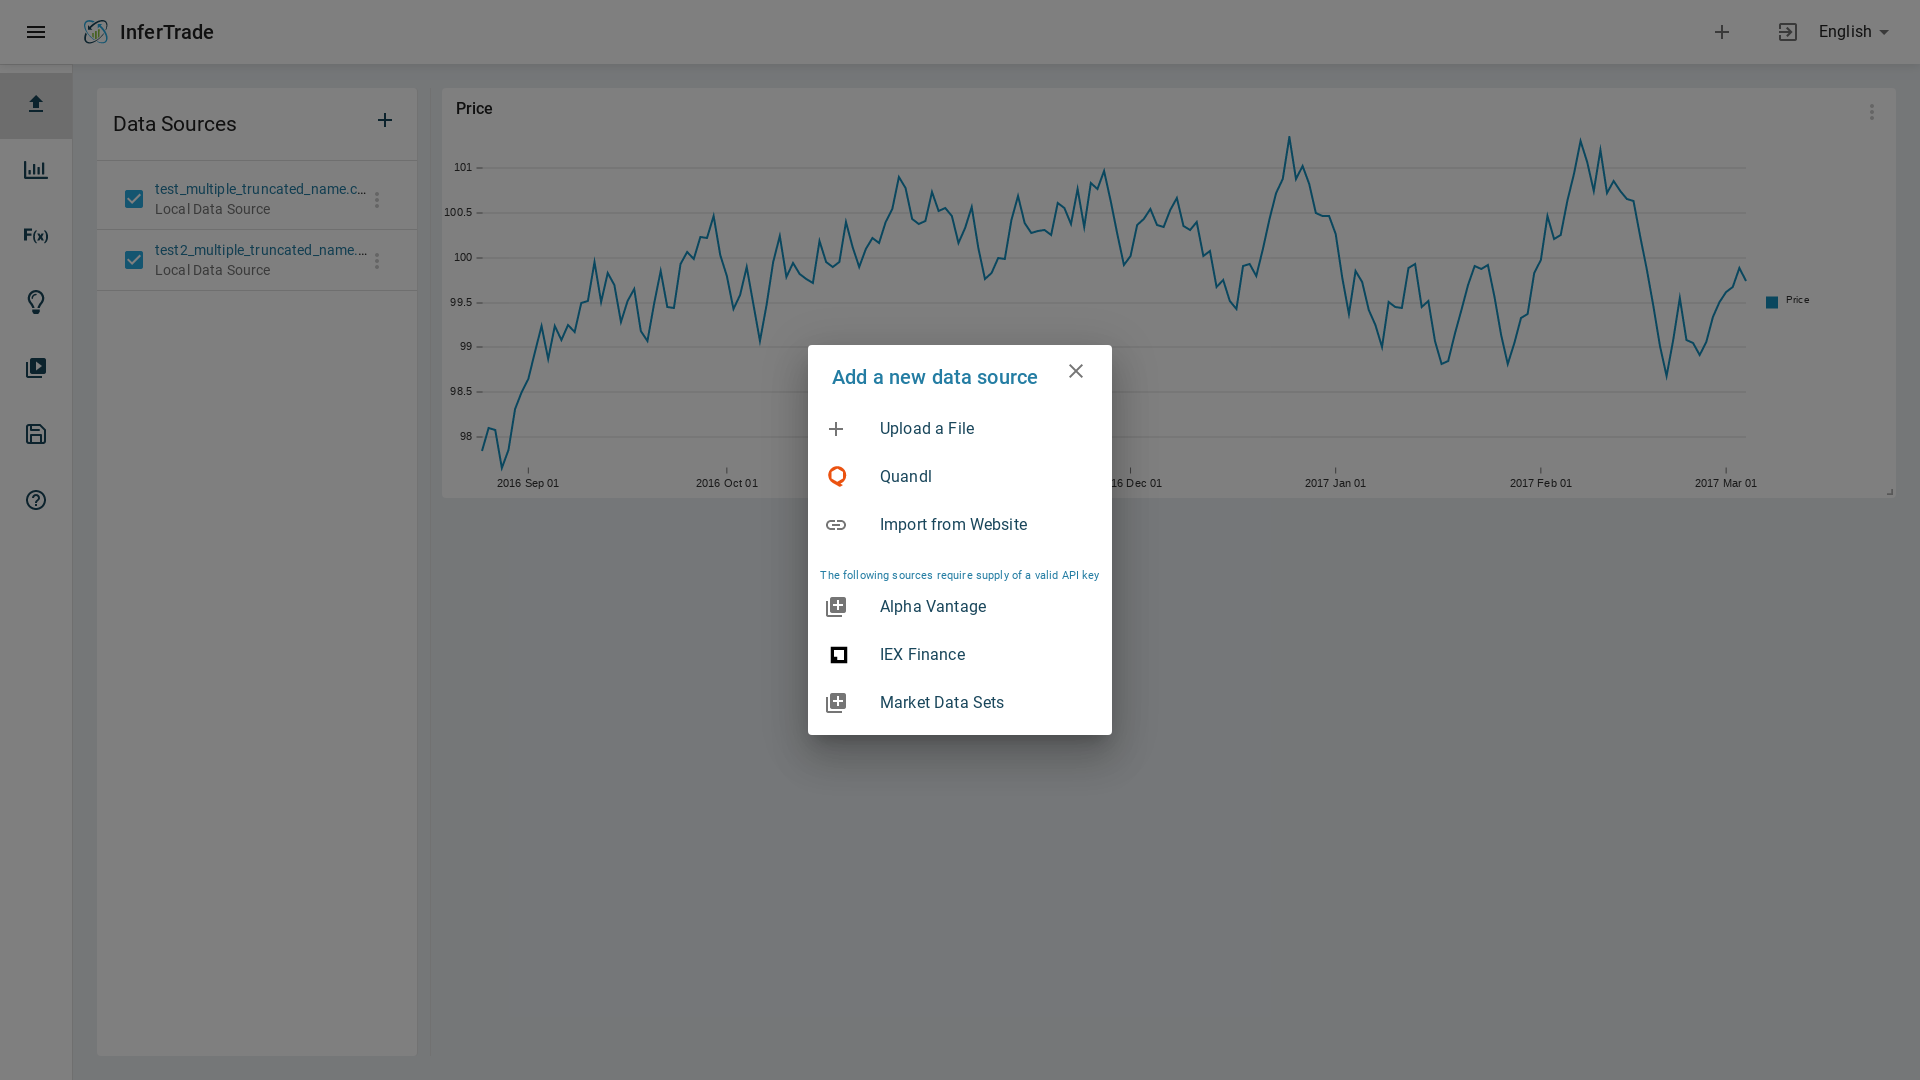 InferTrade
English
Data Sources
test_multiple_truncated_name.c...
Local Data Source
test2_multiple_truncated_name....
Local Data Source
F(x)
Price
101
100.5
100
99.5
99
98.5
98
2016 Sep 01
2016 Oct 01
16 Dec 01
2017 Jan 01
2017 Feb 01
2017 Mar 01
Price
Add a new data source
Upload a File
Quandl
Import from Website
The following sources require supply of a valid API key
Alpha Vantage
IEX Finance
Market Data Sets